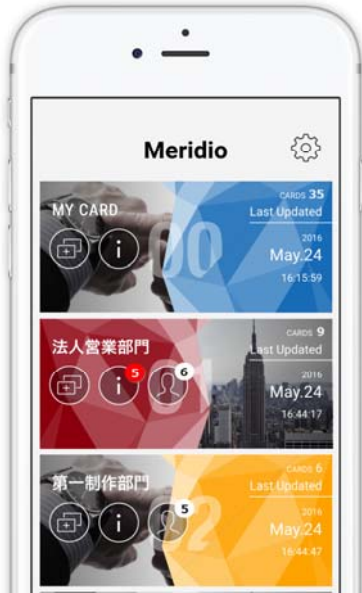 Meridio
MY CARD
00
CARDS 35
Last Updated
2016
May.24
16:15:59
法人営業部門
5
6
01
CARDS 9
Last Updated
2016
May.24
16:44:17
第一制作部門
5
02
CARDS 6
Last Updated
2016
May.24
16:44:47